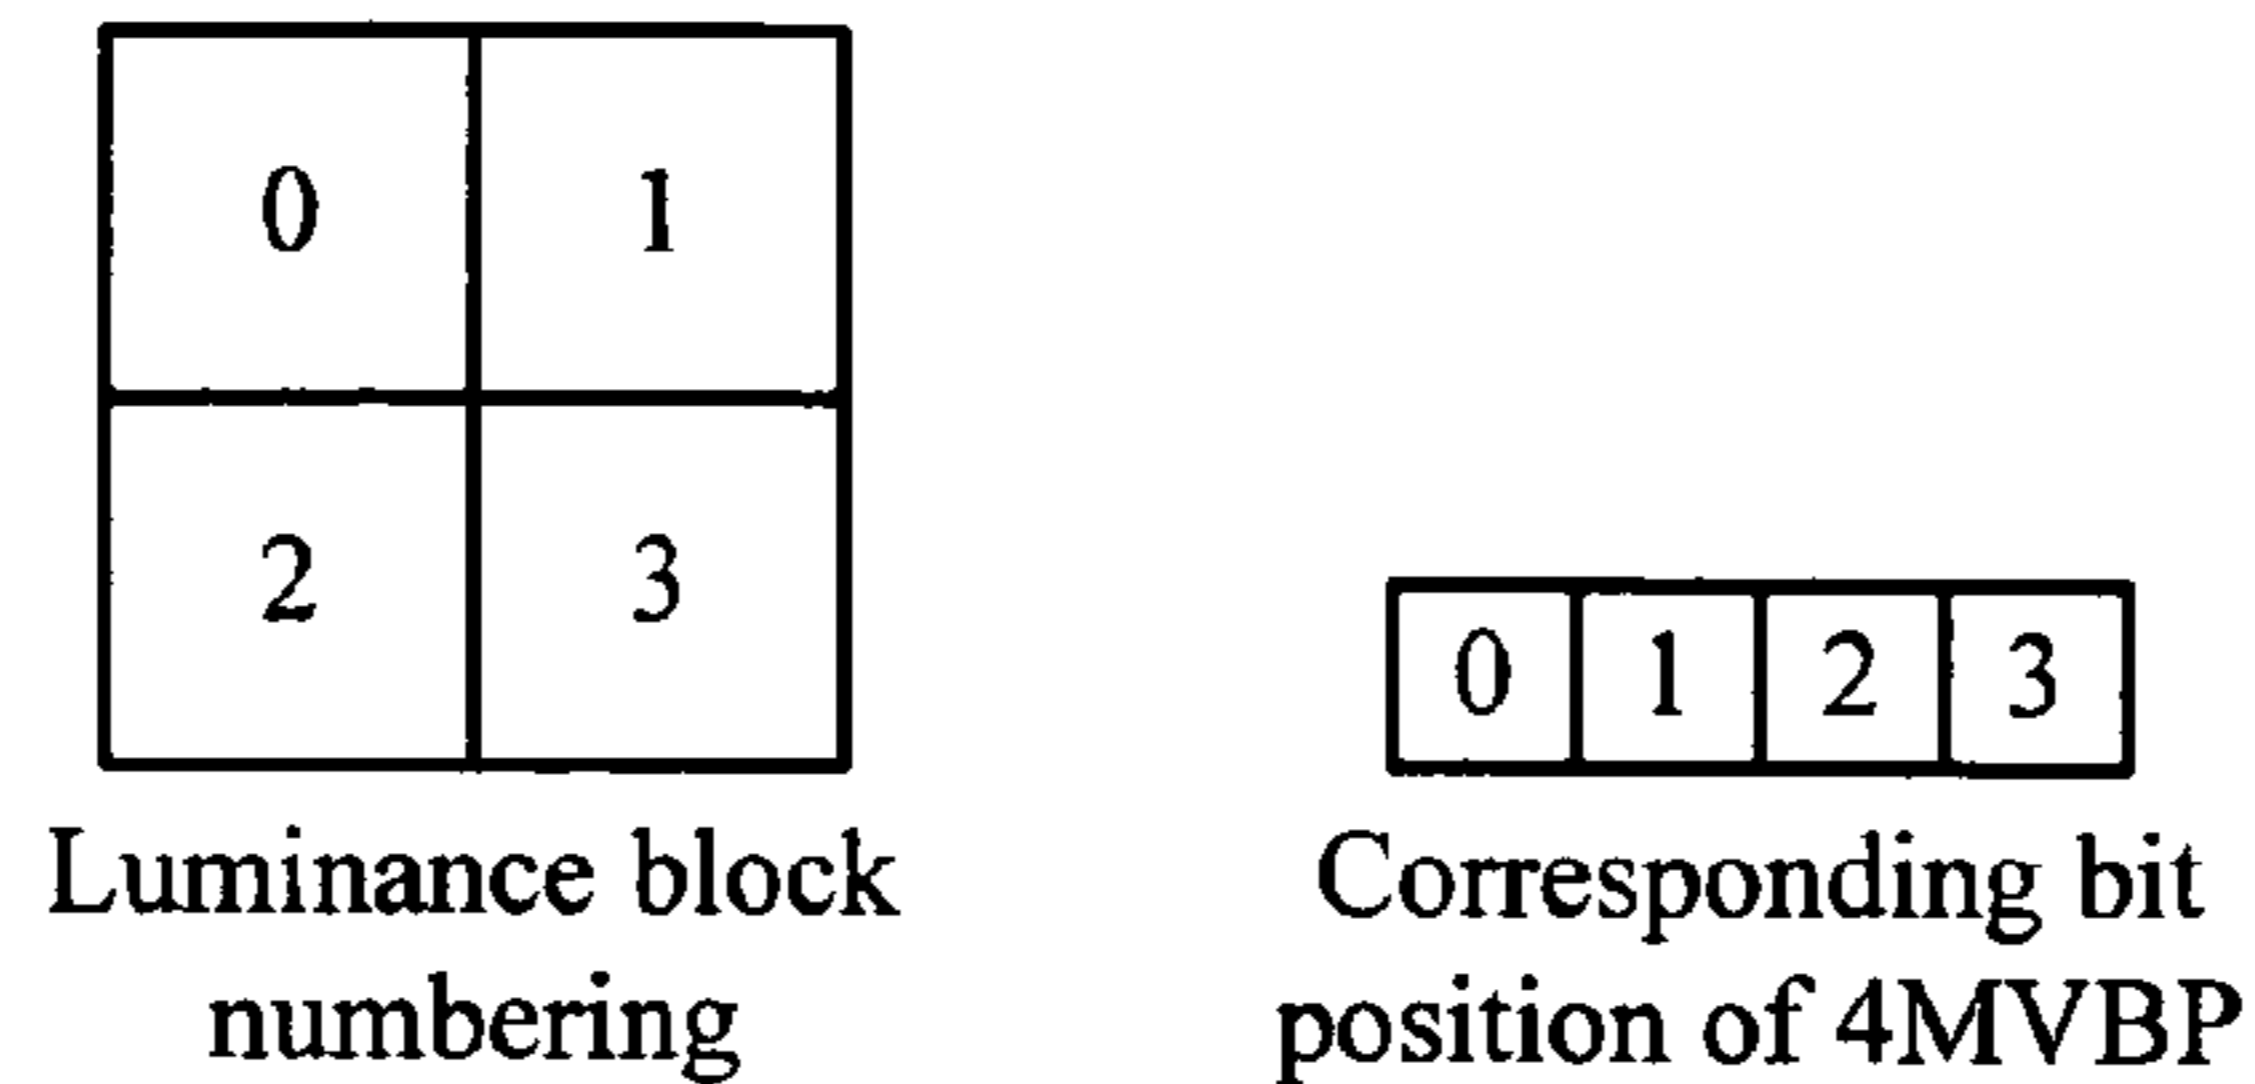 0 1
2 3
0 1 2 3
Luminance block
numbering
Corresponding bit
position of 4MVBP